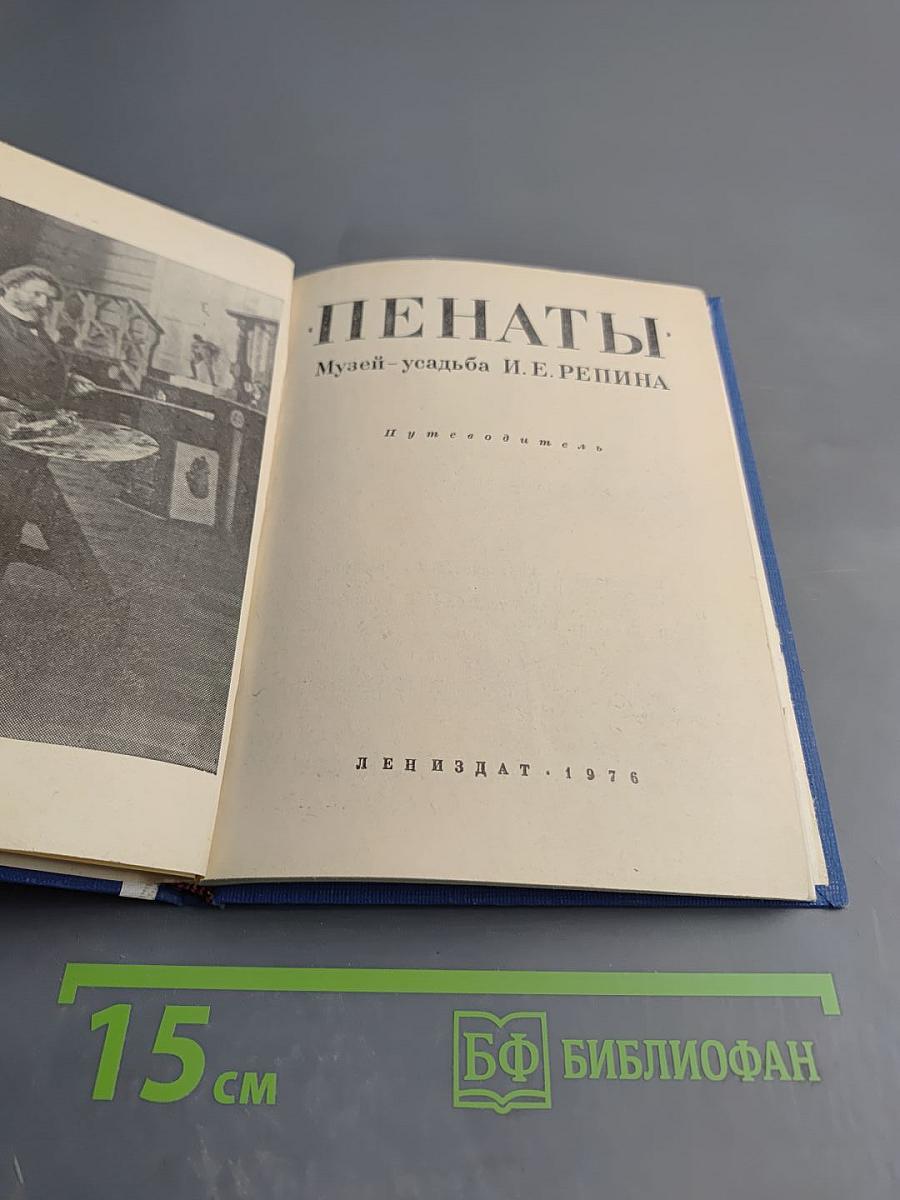 ·ПЕНАТЫ·
Музей-усадьба И. Е. РЕПИНА
Путеводитель
ЛЕНИЗДАТ · 1976
15 см
БФ БИБЛИОФАН